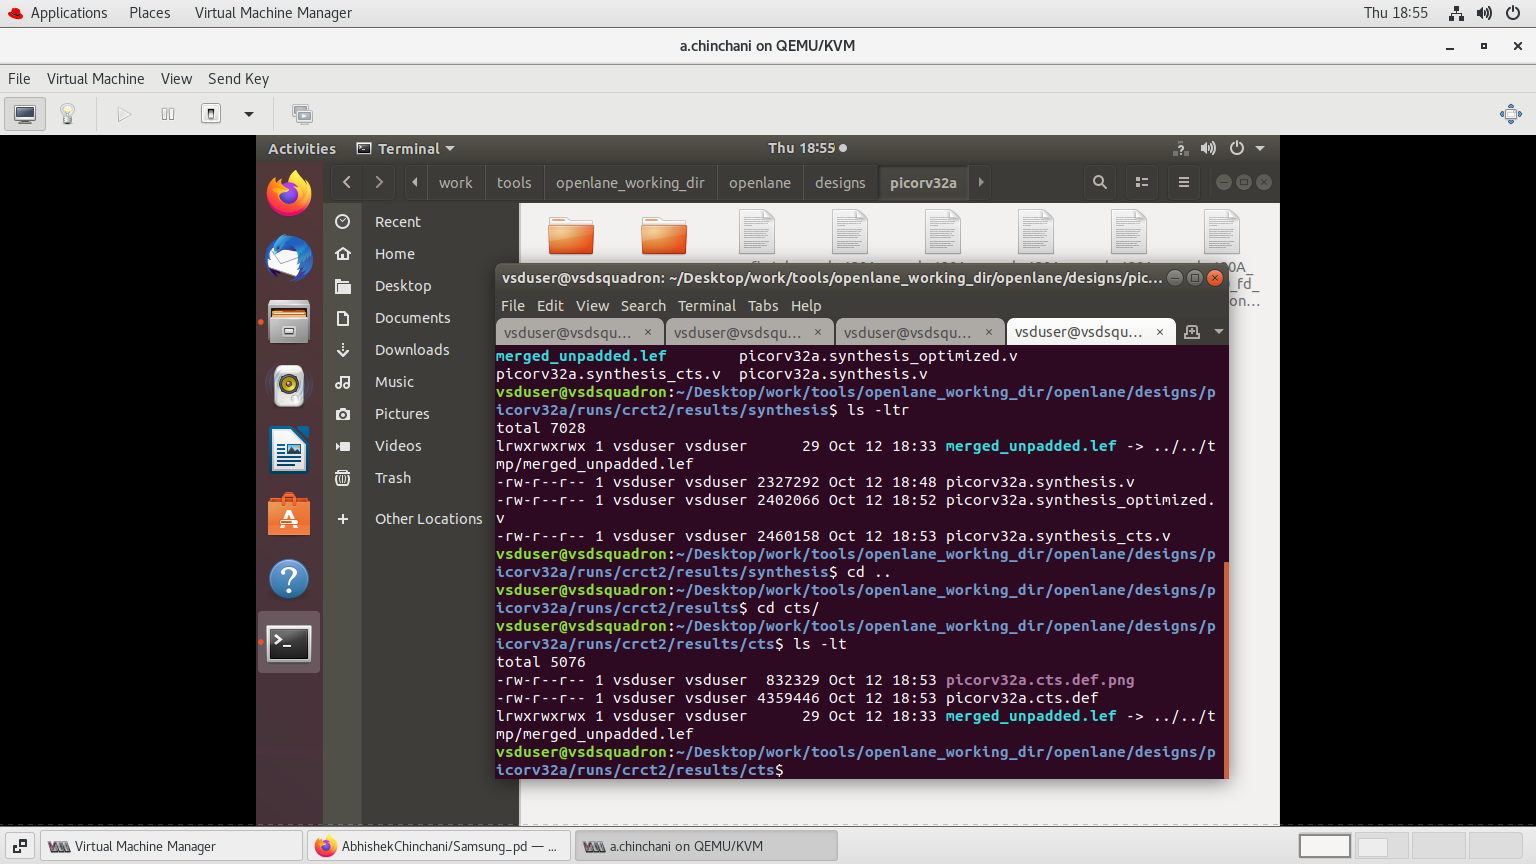 Applications Places Virtual Machine Manager Thu 18:55
a.chinchani on QEMU/KVM
File Virtual Machine View Send Key
Activities Terminal Thu 18:55
work tools openlane_working_dir openlane designs picorv32a
Recent
Home
Desktop
Documents
Downloads
Music
Pictures
Videos
Trash
Other Locations
vsduser@vsdsquadron: ~/Desktop/work/tools/openlane_working_dir/openlane/designs/pic...
File Edit View Search Terminal Tabs Help
vsduser@vsdsqu... × vsduser@vsdsqu... × vsduser@vsdsqu... × vsduser@vsdsqu... ×
merged_unpadded.lef picorv32a.synthesis_optimized.v
picorv32a.synthesis_cts.v picorv32a.synthesis.v
vsduser@vsdsquadron:~/Desktop/work/tools/openlane_working_dir/openlane/designs/p
icorv32a/runs/crct2/results/synthesis$ ls -ltr
total 7028
lrwxrwxrwx 1 vsduser vsduser 29 Oct 12 18:33 merged_unpadded.lef -> ../../t
mp/merged_unpadded.lef
-rw-r--r-- 1 vsduser vsduser 2327292 Oct 12 18:48 picorv32a.synthesis.v
-rw-r--r-- 1 vsduser vsduser 2402066 Oct 12 18:52 picorv32a.synthesis_optimized.
v
-rw-r--r-- 1 vsduser vsduser 2460158 Oct 12 18:53 picorv32a.synthesis_cts.v
vsduser@vsdsquadron:~/Desktop/work/tools/openlane_working_dir/openlane/designs/p
icorv32a/runs/crct2/results/synthesis$ cd ..
vsduser@vsdsquadron:~/Desktop/work/tools/openlane_working_dir/openlane/designs/p
icorv32a/runs/crct2/results$ cd cts/
vsduser@vsdsquadron:~/Desktop/work/tools/openlane_working_dir/openlane/designs/p
icorv32a/runs/crct2/results/cts$ ls -lt
total 5076
-rw-r--r-- 1 vsduser vsduser 832329 Oct 12 18:53 picorv32a.cts.def.png
-rw-r--r-- 1 vsduser vsduser 4359446 Oct 12 18:53 picorv32a.cts.def
lrwxrwxrwx 1 vsduser vsduser 29 Oct 12 18:33 merged_unpadded.lef -> ../../t
mp/merged_unpadded.lef
vsduser@vsdsquadron:~/Desktop/work/tools/openlane_working_dir/openlane/designs/p
icorv32a/runs/crct2/results/cts$
Virtual Machine Manager AbhishekChinchani/Samsung_pd — ... a.chinchani on QEMU/KVM